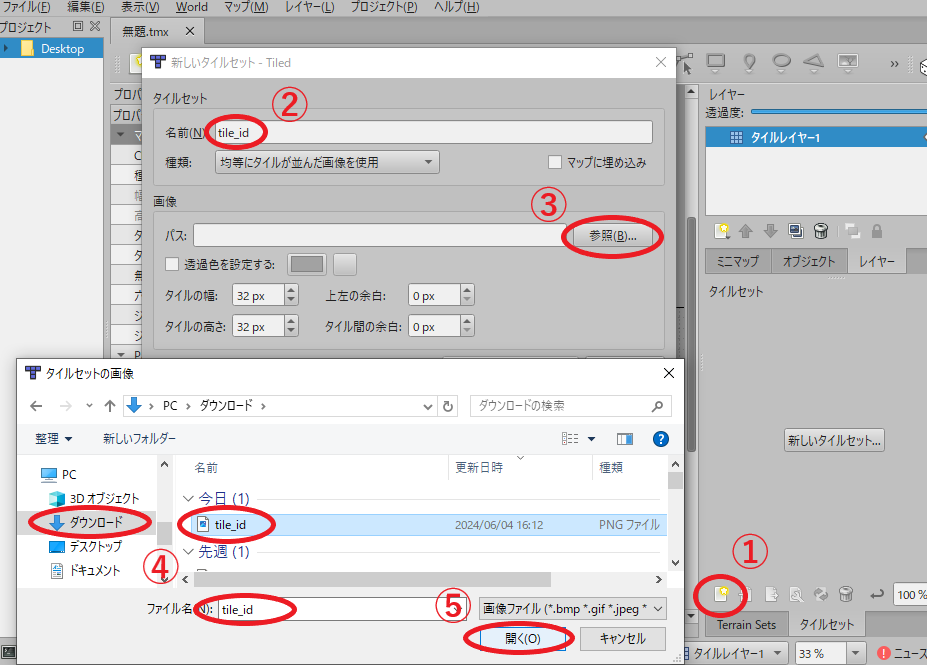 ファイル(F) 編集(E) 表示(V) World マップ(M) レイヤー(L) プロジェクト(P) ヘルプ(H)
プロジェクト
Desktop
無題.tmx
新しいタイルセット - Tiled
タイルセット
②
名前(N)
tile_id
種類:
均等にタイルが並んだ画像を使用
マップに埋め込み
画像
③
パス:
参照(B)...
透過色を設定する:
タイルの幅: 32 px 上左の余白: 0 px
タイルの高さ: 32 px タイル間の余白: 0 px
レイヤー
透過度:
タイルレイヤー1
ミニマップ オブジェクト レイヤー
タイルセット
新しいタイルセット...
①
100 %
Terrain Sets タイルセット
タイルレイヤー1 33 % ニュース
タイルセットの画像
PC › ダウンロード ›
ダウンロードの検索
整理 新しいフォルダー
PC
3D オブジェクト
ダウンロード
デスクトップ
ドキュメント
④
名前 更新日時 種類
今日 (1)
tile_id 2024/06/04 16:12 PNG ファイル
先週 (1)
ファイル名(N):
tile_id
⑤
画像ファイル (*.bmp *.gif *.jpeg *
開く(O)
キャンセル